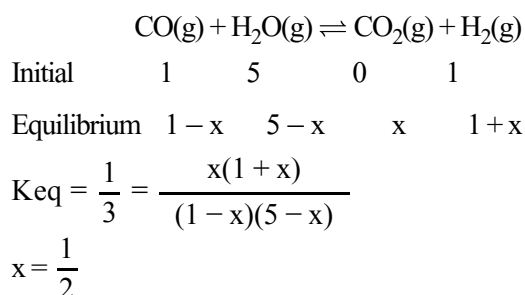 CO(g) + H₂O(g) ⇌ CO₂(g) + H₂(g)
Initial 1 5 0 1
Equilibrium 1 − x 5 − x x 1 + x
Keq = 1/3 = x(1 + x)/(1 − x)(5 − x)
x = 1/2